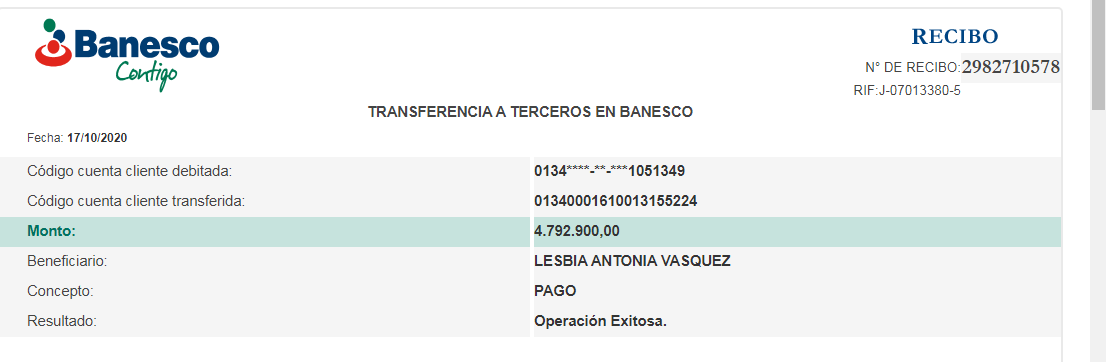 Banesco
Contigo
RECIBO
N° DE RECIBO:2982710578
RIF:J-07013380-5
TRANSFERENCIA A TERCEROS EN BANESCO
Fecha: 17/10/2020
Código cuenta cliente debitada: 0134****-**-***1051349
Código cuenta cliente transferida: 01340001610013155224
Monto: 4.792.900,00
Beneficiario: LESBIA ANTONIA VASQUEZ
Concepto: PAGO
Resultado: Operación Exitosa.